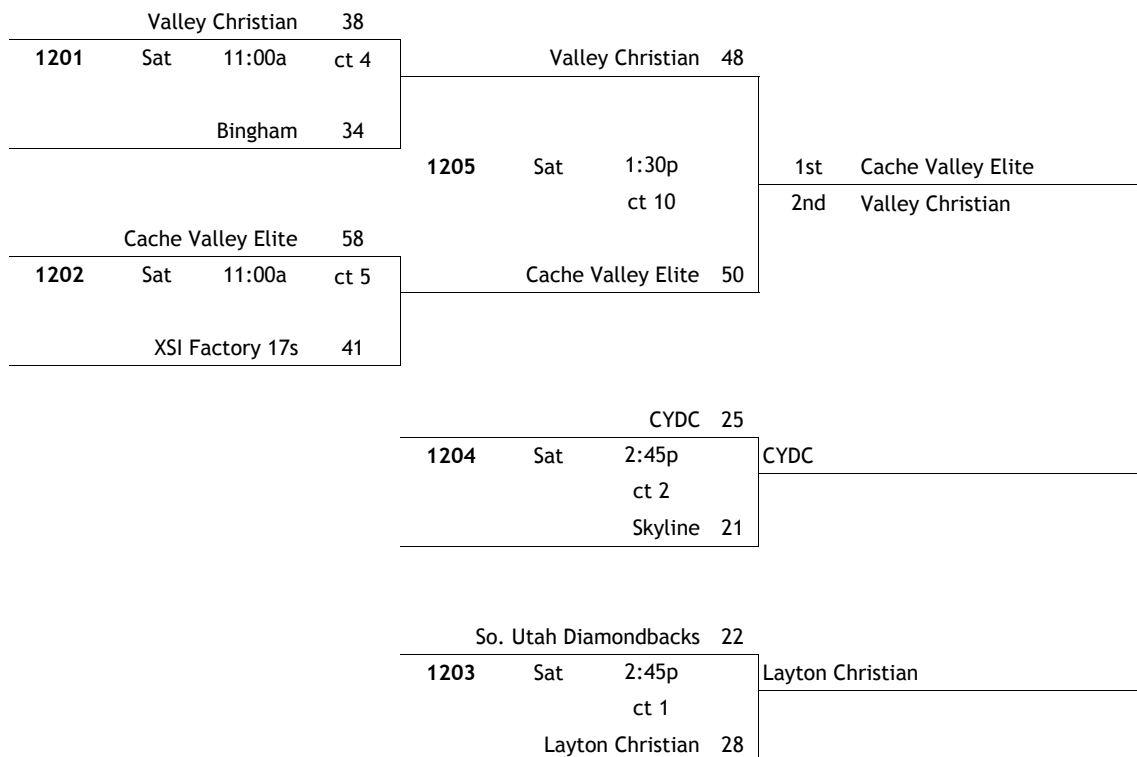 Valley Christian 38
1201 Sat 11:00a ct 4
Bingham 34
Valley Christian 48
1205 Sat 1:30p
ct 10
Cache Valley Elite 50
1st Cache Valley Elite
2nd Valley Christian
Cache Valley Elite 58
1202 Sat 11:00a ct 5
XSI Factory 17s 41
CYDC 25
1204 Sat 2:45p
ct 2
Skyline 21
CYDC
So. Utah Diamondbacks 22
1203 Sat 2:45p
ct 1
Layton Christian 28
Layton Christian